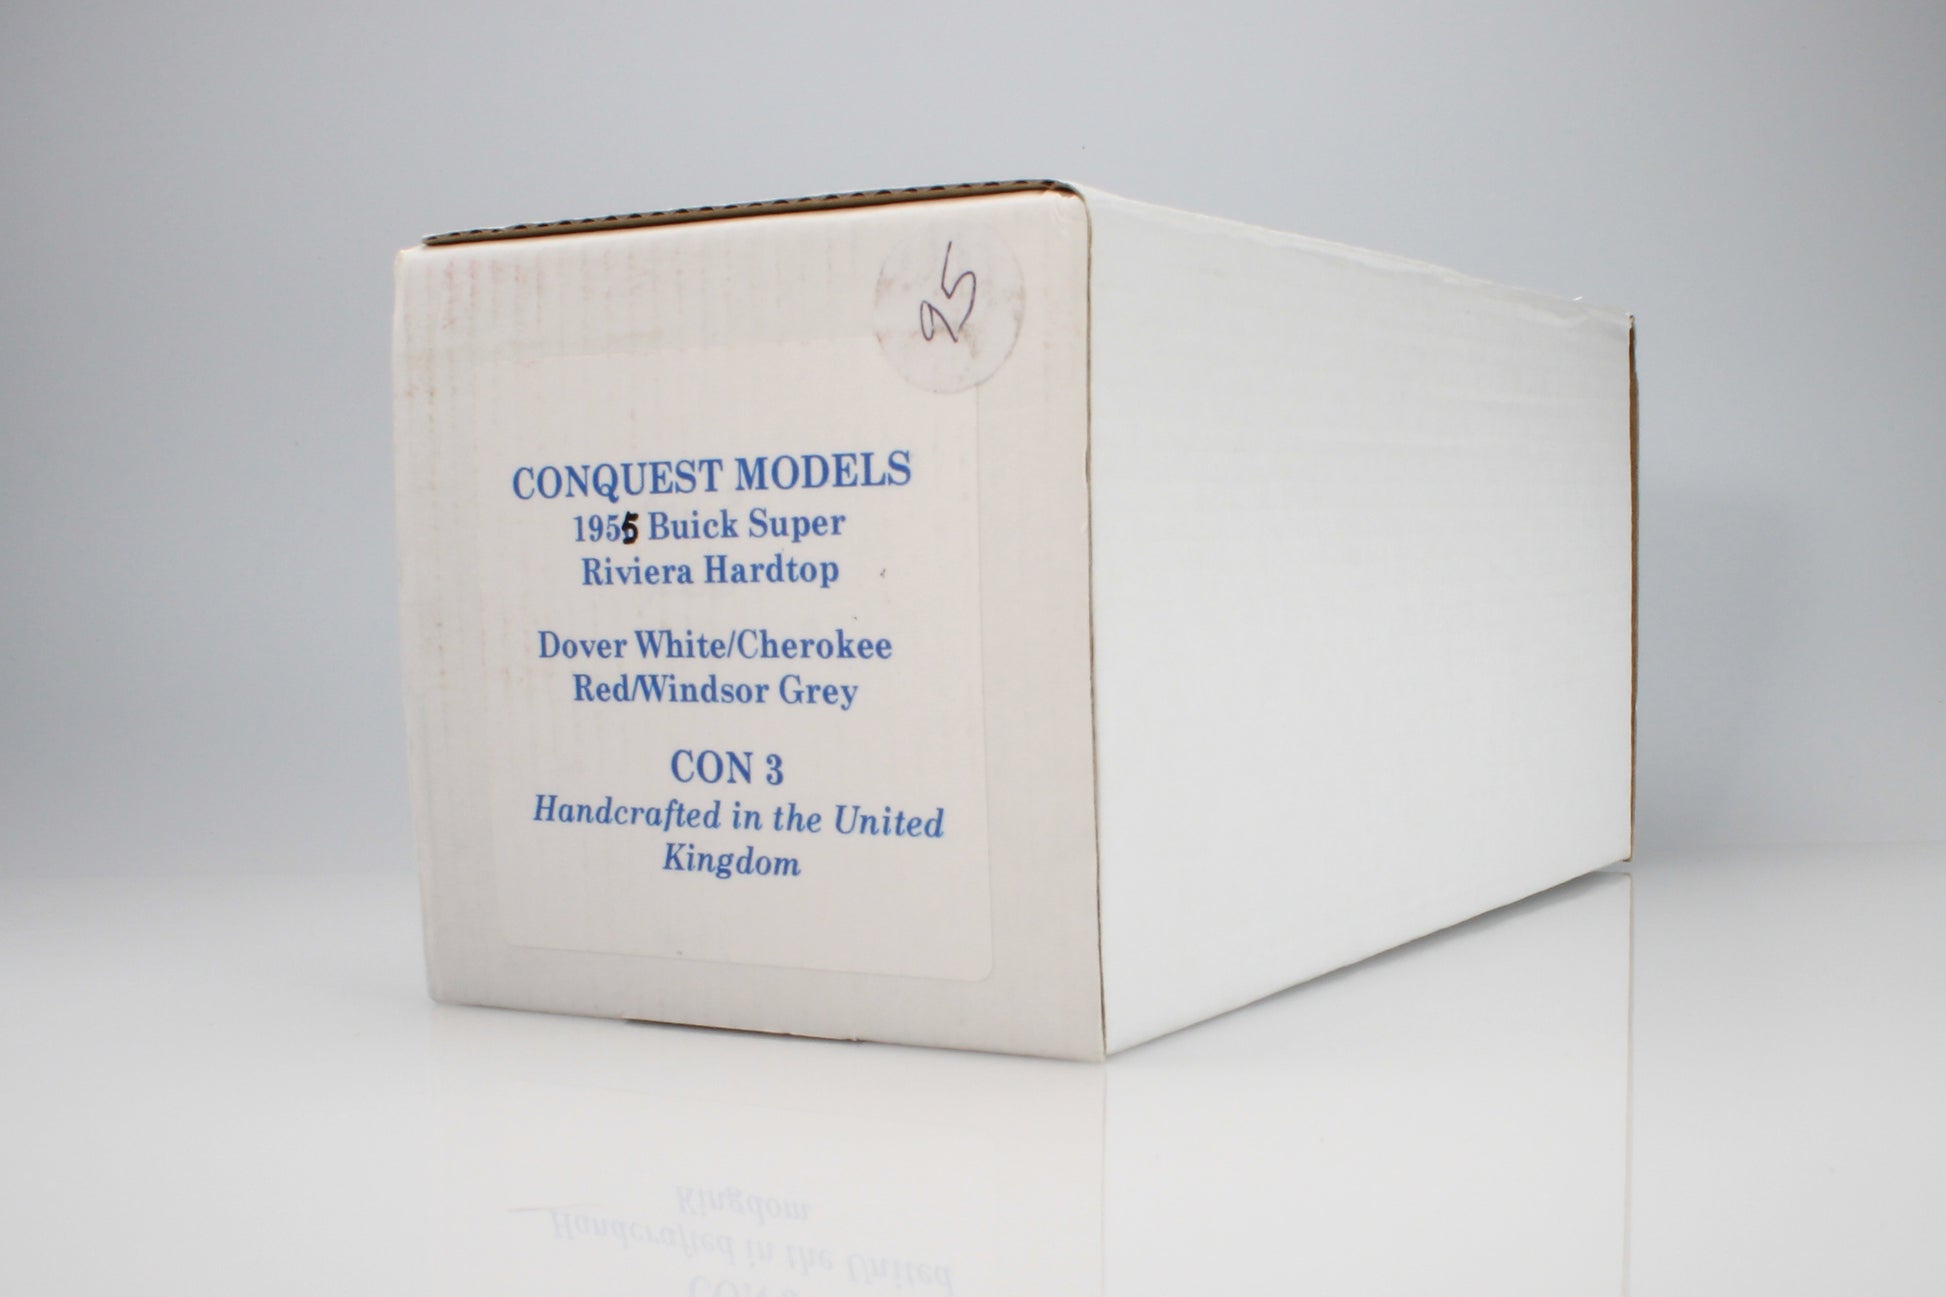 95
CONQUEST MODELS
1955 Buick Super
Riviera Hardtop
Dover White/Cherokee
Red/Windsor Grey
CON 3
Handcrafted in the United
Kingdom